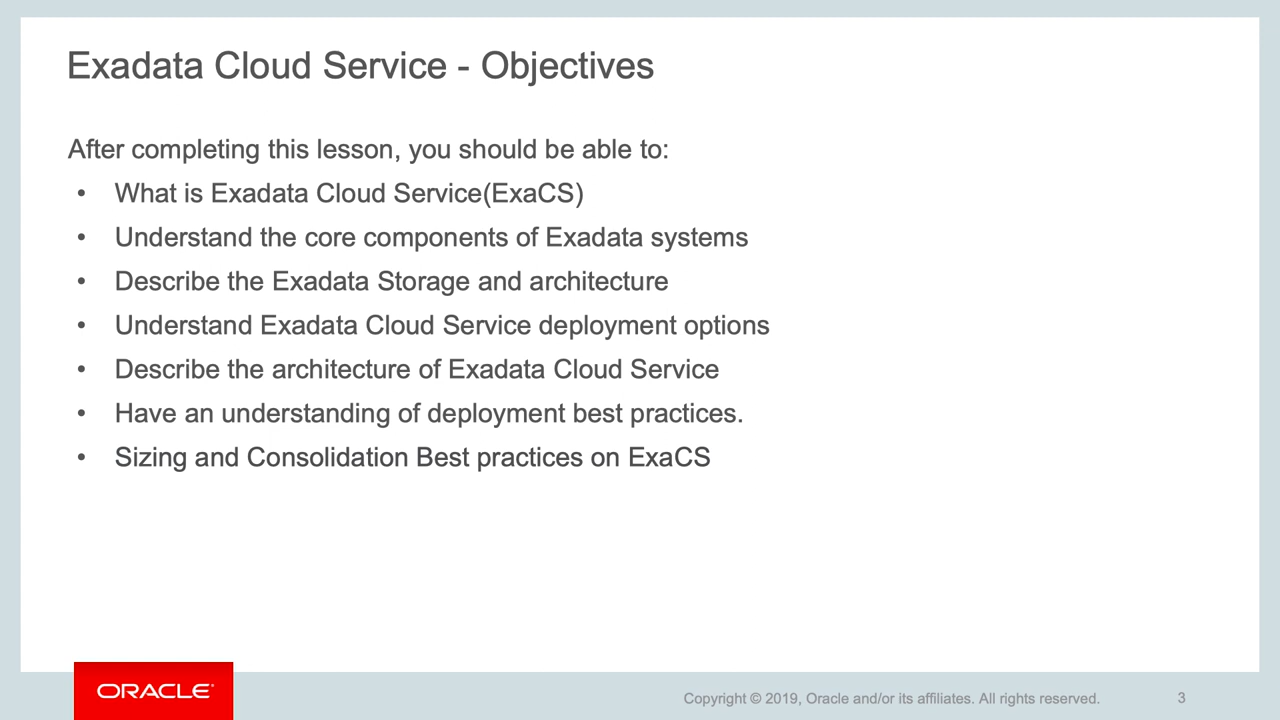 Exadata Cloud Service - Objectives
After completing this lesson, you should be able to:
• What is Exadata Cloud Service(ExaCS)
• Understand the core components of Exadata systems
• Describe the Exadata Storage and architecture
• Understand Exadata Cloud Service deployment options
• Describe the architecture of Exadata Cloud Service
• Have an understanding of deployment best practices.
• Sizing and Consolidation Best practices on ExaCS
ORACLE
Copyright © 2019, Oracle and/or its affiliates. All rights reserved. 3